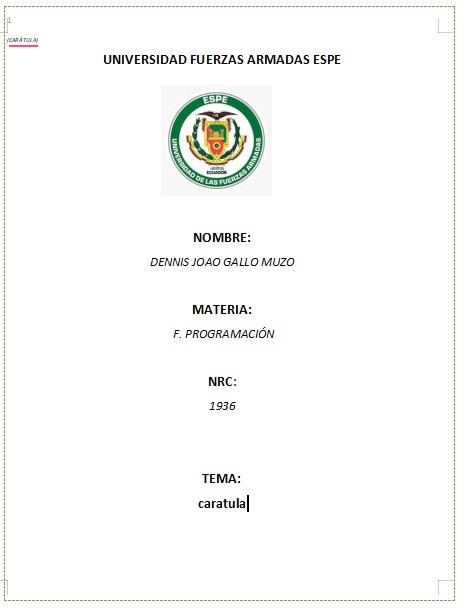 1
(CARÁTULA)
UNIVERSIDAD FUERZAS ARMADAS ESPE
ESPE
ECUADOR
UNIVERSIDAD DE LAS FUERZAS ARMADAS
NOMBRE:
DENNIS JOAO GALLO MUZO
MATERIA:
F. PROGRAMACIÓN
NRC:
1936
TEMA:
caratula